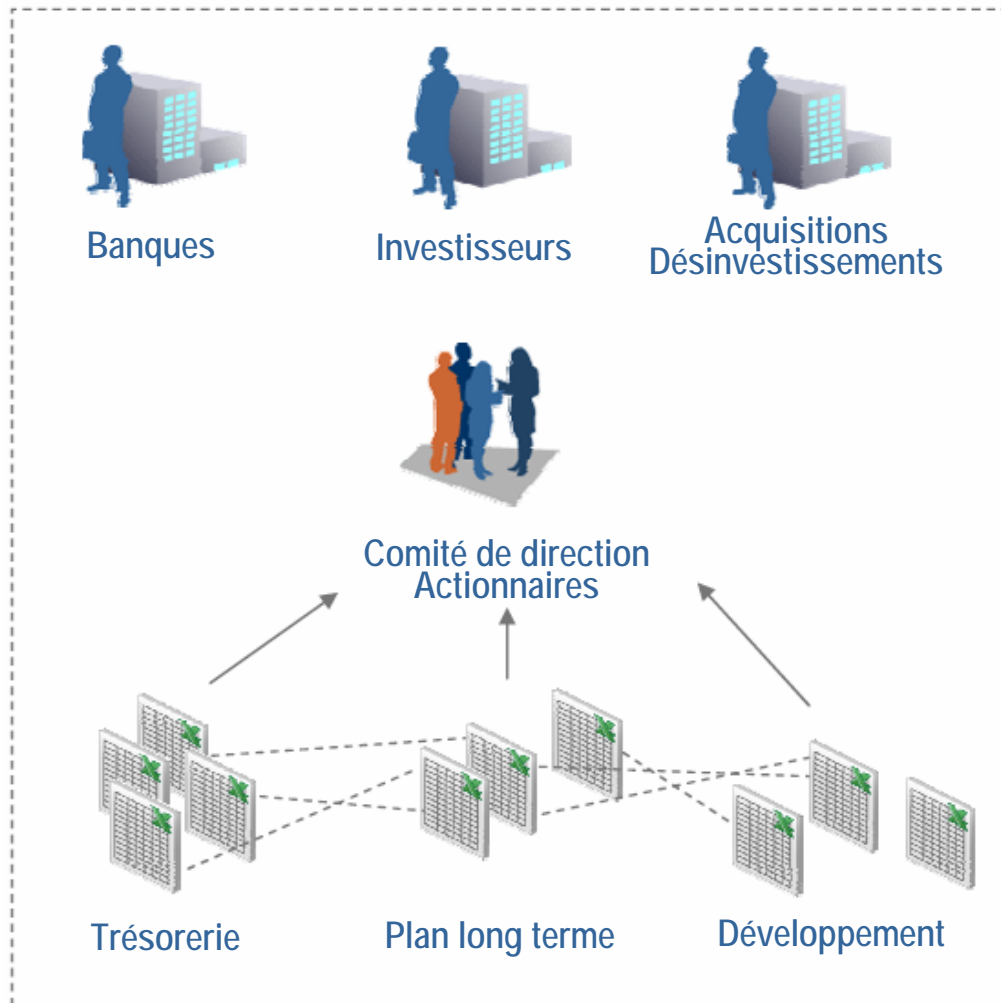 Banques
Investisseurs
Acquisitions
Désinvestissements
Comité de direction
Actionnaires
Trésorerie
Plan long terme
Développement